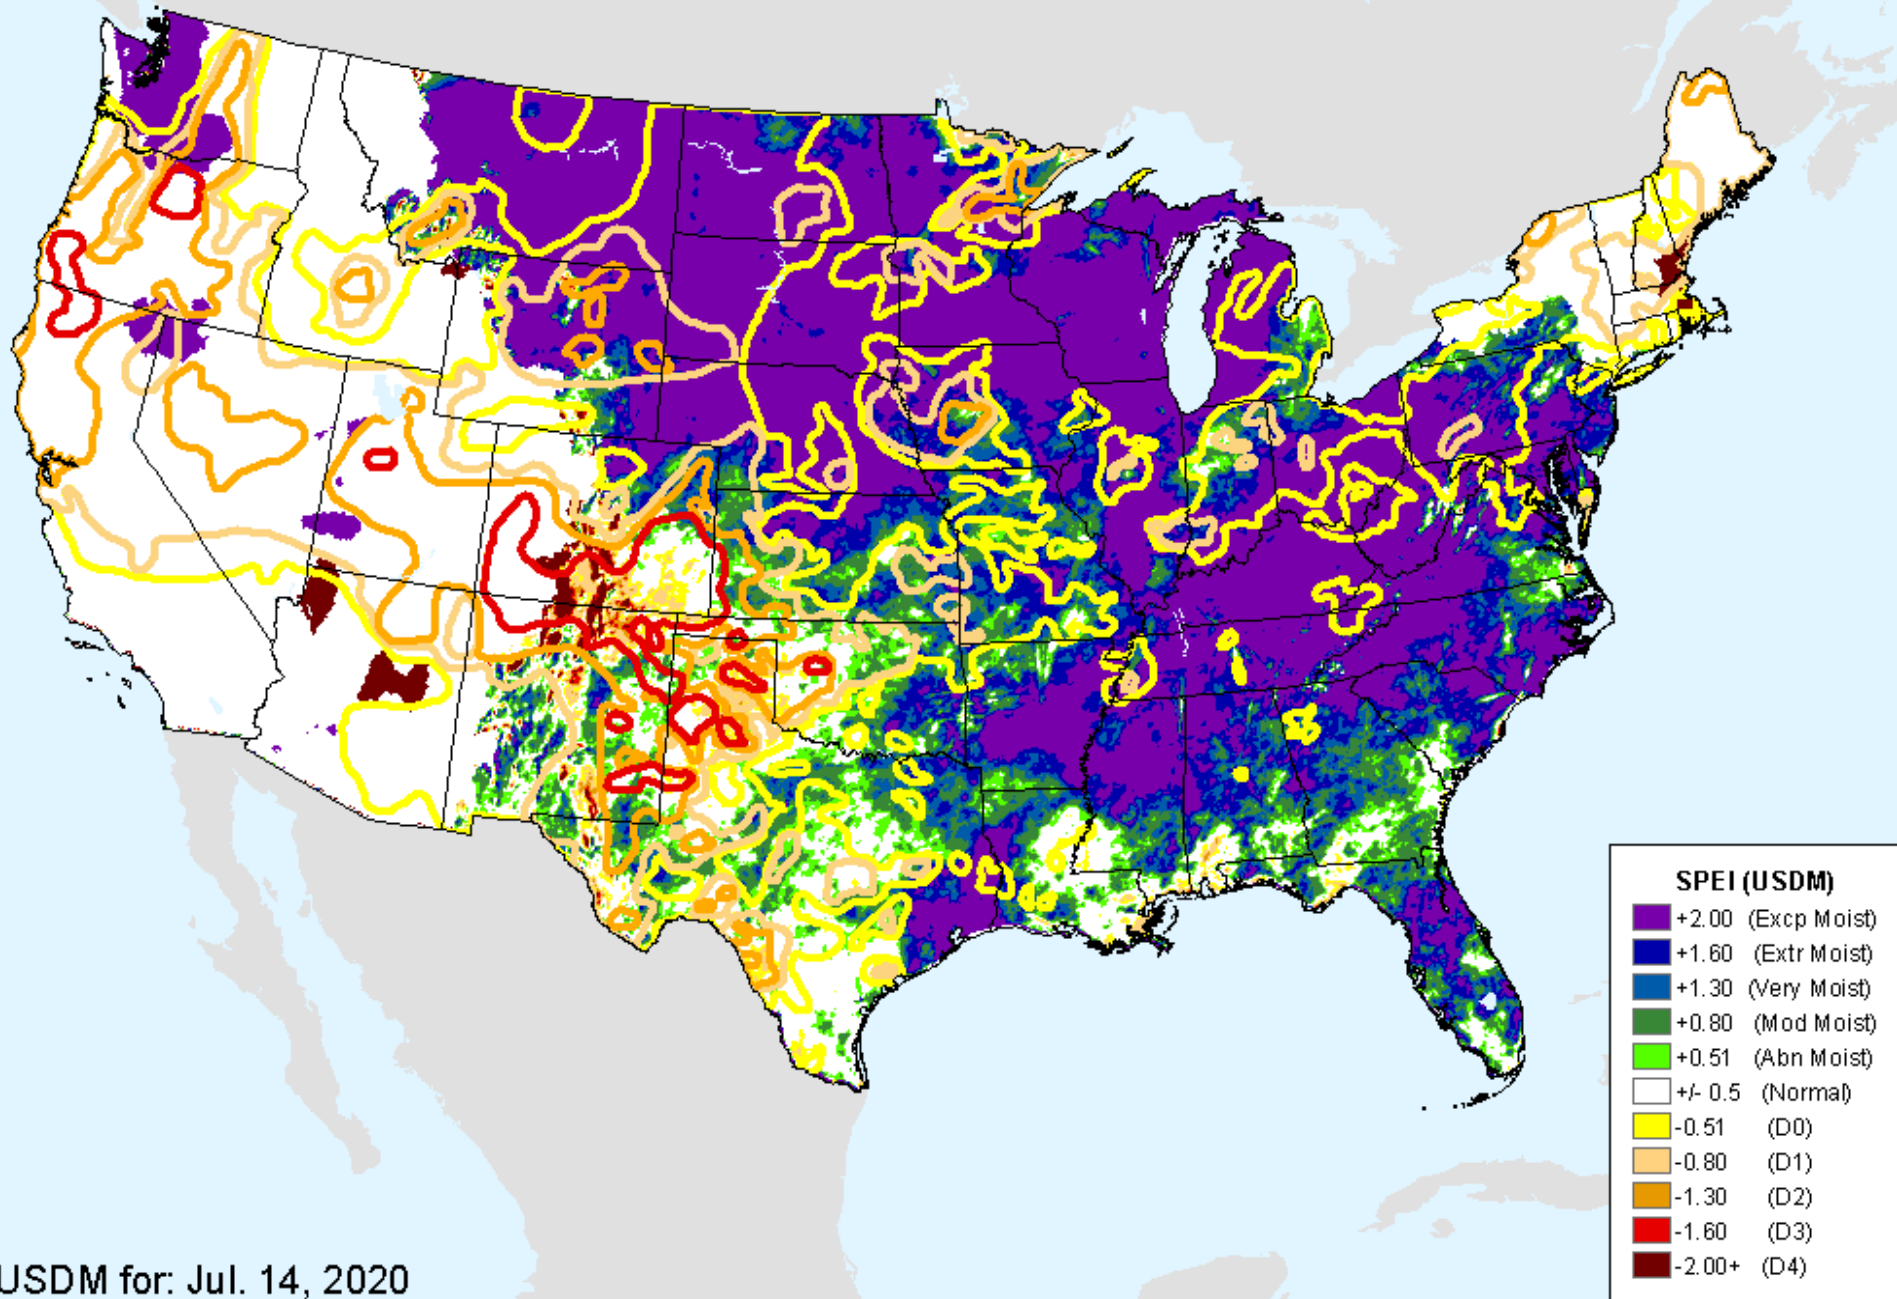 SPEI (USDM)
+2.00 (Excp Moist)
+1.60 (Extr Moist)
+1.30 (Very Moist)
+0.80 (Mod Moist)
+0.51 (Abn Moist)
+/- 0.5 (Normal)
-0.51 (D0)
-0.80 (D1)
-1.30 (D2)
-1.60 (D3)
-2.00+ (D4)
USDM for: Jul. 14, 2020